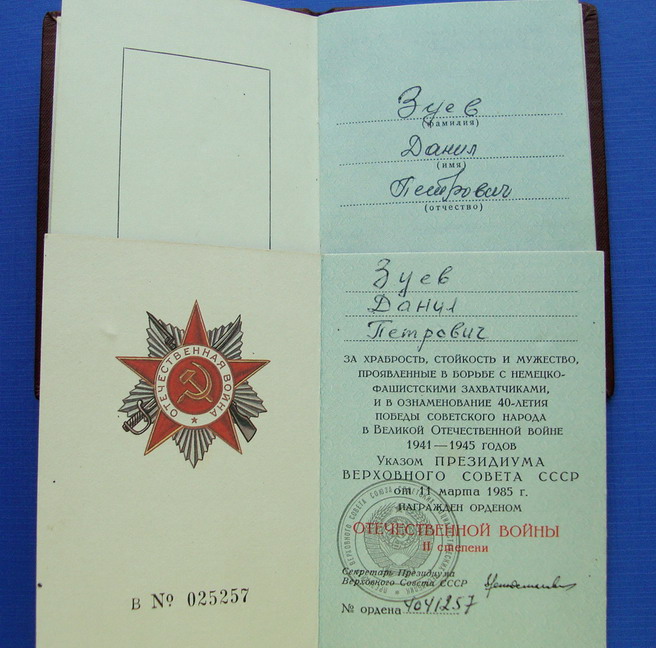 Зуев
(фамилия)
Данил
(имя)
Петрович
(отчество)
ОТЕЧЕСТВЕННАЯ ВОЙНА
В № 025257
Зуев
Данил
Петрович
ЗА ХРАБРОСТЬ, СТОЙКОСТЬ И МУЖЕСТВО,
ПРОЯВЛЕННЫЕ В БОРЬБЕ С НЕМЕЦКО-
ФАШИСТСКИМИ ЗАХВАТЧИКАМИ,
И В ОЗНАМЕНОВАНИЕ 40-ЛЕТИЯ
ПОБЕДЫ СОВЕТСКОГО НАРОДА
В ВЕЛИКОЙ ОТЕЧЕСТВЕННОЙ ВОЙНЕ
1941—1945 ГОДОВ
УКАЗОМ ПРЕЗИДИУМА
ВЕРХОВНОГО СОВЕТА СССР
от 11 марта 1985 г.
НАГРАЖДЕН ОРДЕНОМ
ОТЕЧЕСТВЕННОЙ ВОЙНЫ
II степени
Секретарь Президиума
Верховного Совета СССР
№ ордена 4041257